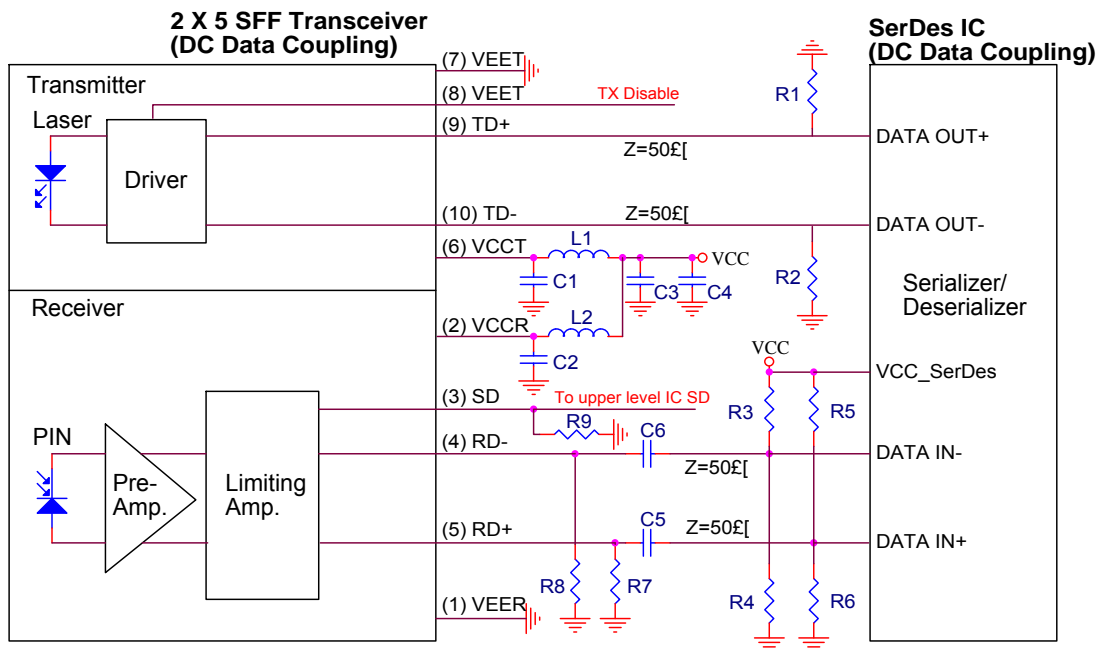 2 X 5 SFF Transceiver
(DC Data Coupling)
SerDes IC
(DC Data Coupling)
Transmitter
Laser
Driver
(7) VEET
(8) VEET
TX Disable
(9) TD+
Z=50£[
R1
DATA OUT+
(10) TD-
Z=50£[
DATA OUT-
(6) VCCT
L1
VCC
C1
C3
C4
R2
Serializer/
Deserializer
Receiver
(2) VCCR
L2
C2
VCC
VCC_SerDes
(3) SD
To upper level IC SD
R9
R3
R5
PIN
Pre-
Amp.
Limiting
Amp.
(4) RD-
C6
Z=50£[
DATA IN-
(5) RD+
C5
Z=50£[
DATA IN+
R8
R7
R4
R6
(1) VEER